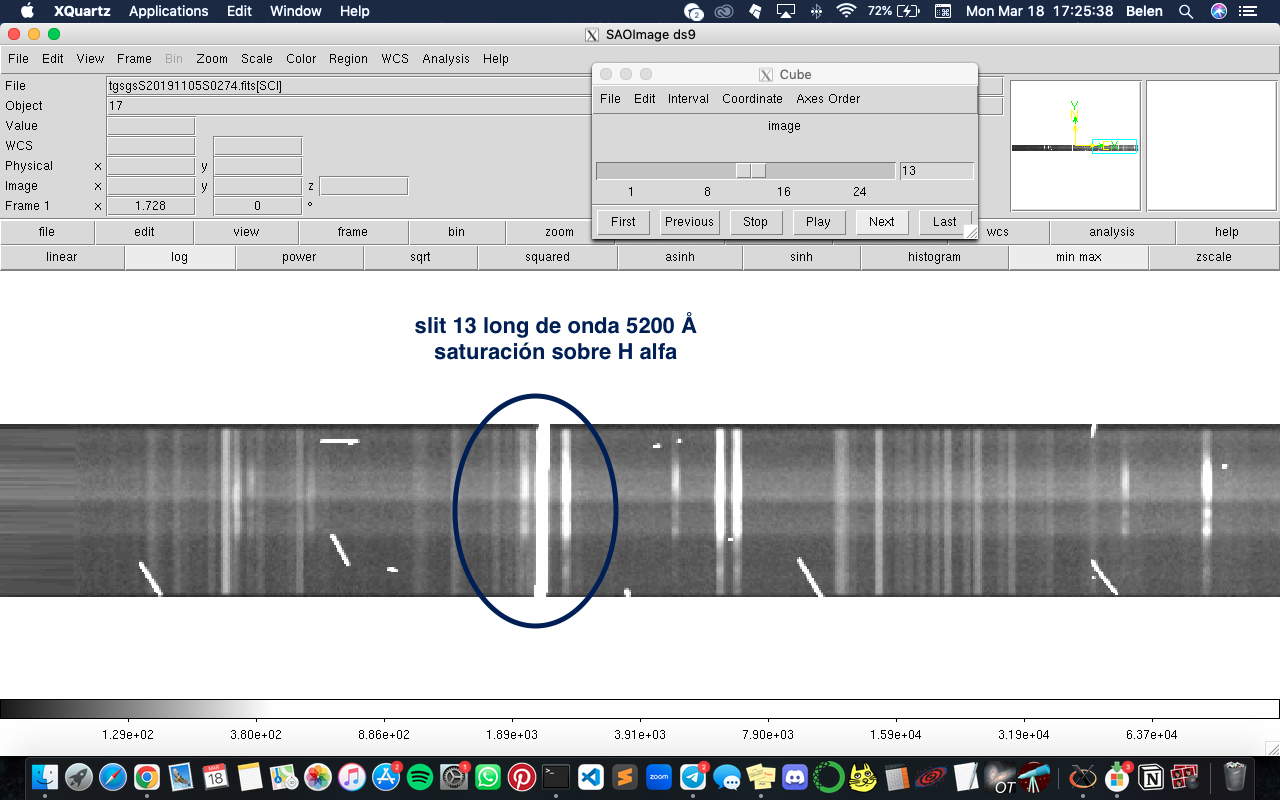 XQuartz Applications Edit Window Help
2
72%
Mon Mar 18 17:25:38 Belen
SAOImage ds9
File Edit View Frame Bin Zoom Scale Color Region WCS Analysis Help
File tgsgsS20191105S0274.fits[SCI]
Object 17
Value
WCS
Physical x y
Image x y z
Frame 1 x 1.728 0 °
Cube
File Edit Interval Coordinate Axes Order
image
13
1 8 16 24
First Previous Stop Play Next Last
Y
X
file edit view frame bin zoom wcs analysis help
linear log power sqrt squared asinh sinh histogram min max zscale
slit 13 long de onda 5200 Å
saturación sobre H alfa
1.29e+02 3.80e+02 8.86e+02 1.89e+03 3.91e+03 7.90e+03 1.59e+04 3.19e+04 6.37e+04
MAR
18
2
1
zoom
2
OT
3